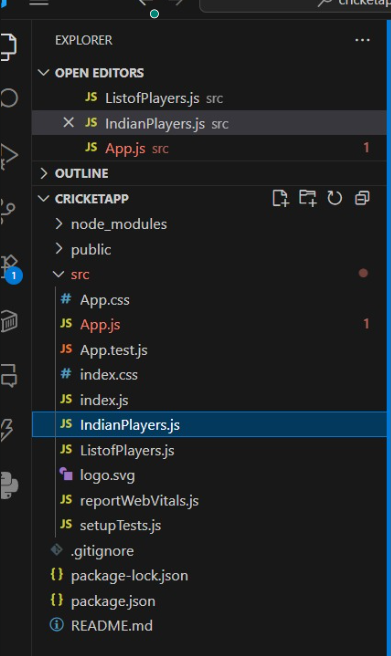 cricketap
EXPLORER
OPEN EDITORS
JS ListofPlayers.js src
JS IndianPlayers.js src
JS App.js src 1
OUTLINE
CRICKETAPP
node_modules
public
src
# App.css
JS App.js 1
JS App.test.js
# index.css
JS index.js
JS IndianPlayers.js
JS ListofPlayers.js
logo.svg
JS reportWebVitals.js
JS setupTests.js
1
.gitignore
{} package-lock.json
{} package.json
README.md